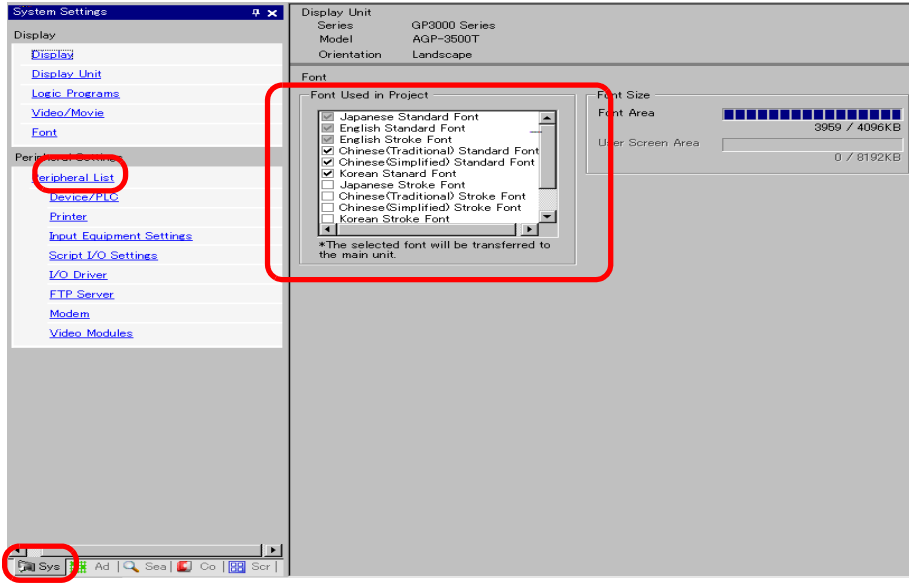 System Settings
Display
Display
Display Unit
Logic Programs
Video/Movie
Font
Peripheral Settings
Peripheral List
Device/PLC
Printer
Input Equipment Settings
Script I/O Settings
I/O Driver
FTP Server
Modem
Video Modules
Sys
Ad
Sea
Co
Scr
Display Unit
Series GP3000 Series
Model AGP-3500T
Orientation Landscape
Font
Font Used in Project
Japanese Standard Font
English Standard Font
English Stroke Font
Chinese(Traditional) Standard Font
Chinese(Simplified) Standard Font
Korean Stanard Font
Japanese Stroke Font
Chinese(Traditional) Stroke Font
Chinese(Simplified) Stroke Font
Korean Stroke Font
*The selected font will be transferred to
the main unit.
Font Size
Font Area
3959 / 4096KB
User Screen Area
0 / 8192KB